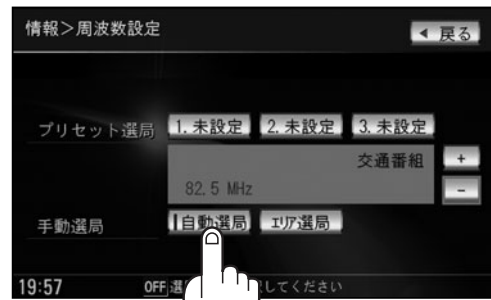 情報＞周波数設定
◀ 戻る
プリセット選局 1.未設定 2.未設定 3.未設定
交通番組 +
82.5 MHz −
手動選局 自動選局 ｴﾘｱ選局
19:57 OFF 選 してください